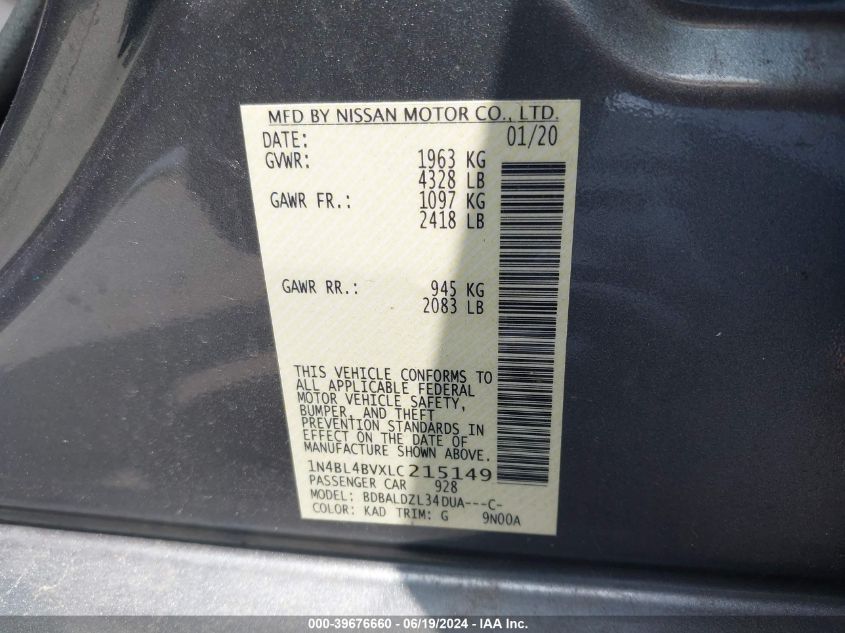 MFD BY NISSAN MOTOR CO., LTD.
DATE: 01/20
GVWR: 1963 KG
4328 LB
GAWR FR.: 1097 KG
2418 LB
GAWR RR.: 945 KG
2083 LB
THIS VEHICLE CONFORMS TO
ALL APPLICABLE FEDERAL
MOTOR VEHICLE SAFETY,
BUMPER, AND THEFT
PREVENTION STANDARDS IN
EFFECT ON THE DATE OF
MANUFACTURE SHOWN ABOVE.
1N4BL4BVXLC215149
PASSENGER CAR 928
MODEL: BDBALDZL34DUA---C-
COLOR: KAD TRIM: G 9N00A
000-39676660 - 06/19/2024 - IAA Inc.